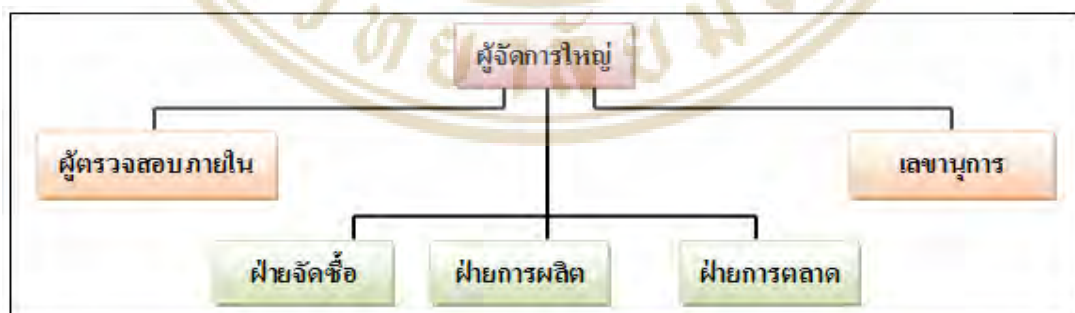 ผู้จัดการใหญ่
ผู้ตรวจสอบภายใน
เลขานุการ
ฝ่ายจัดซื้อ
ฝ่ายการผลิต
ฝ่ายการตลาด